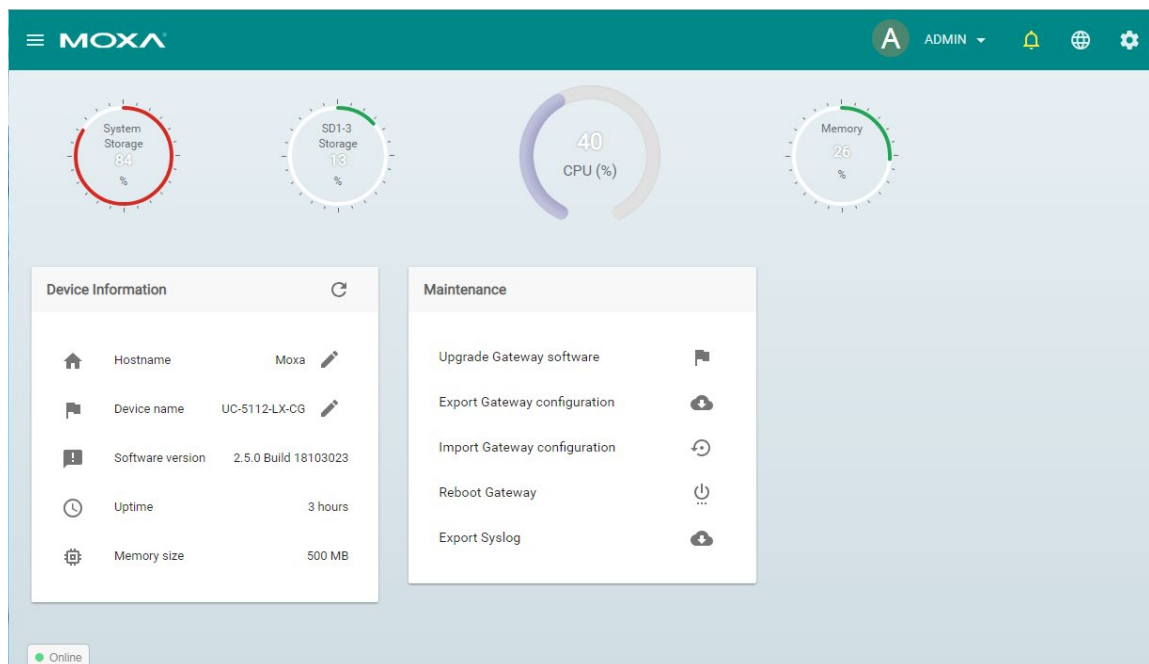 MOXA
A ADMIN
System
Storage
84
%
SD1-3
Storage
13
%
40
CPU (%)
Memory
26
%
Device Information
Hostname Moxa
Device name UC-5112-LX-CG
Software version 2.5.0 Build 18103023
Uptime 3 hours
Memory size 500 MB
Maintenance
Upgrade Gateway software
Export Gateway configuration
Import Gateway configuration
Reboot Gateway
Export Syslog
Online